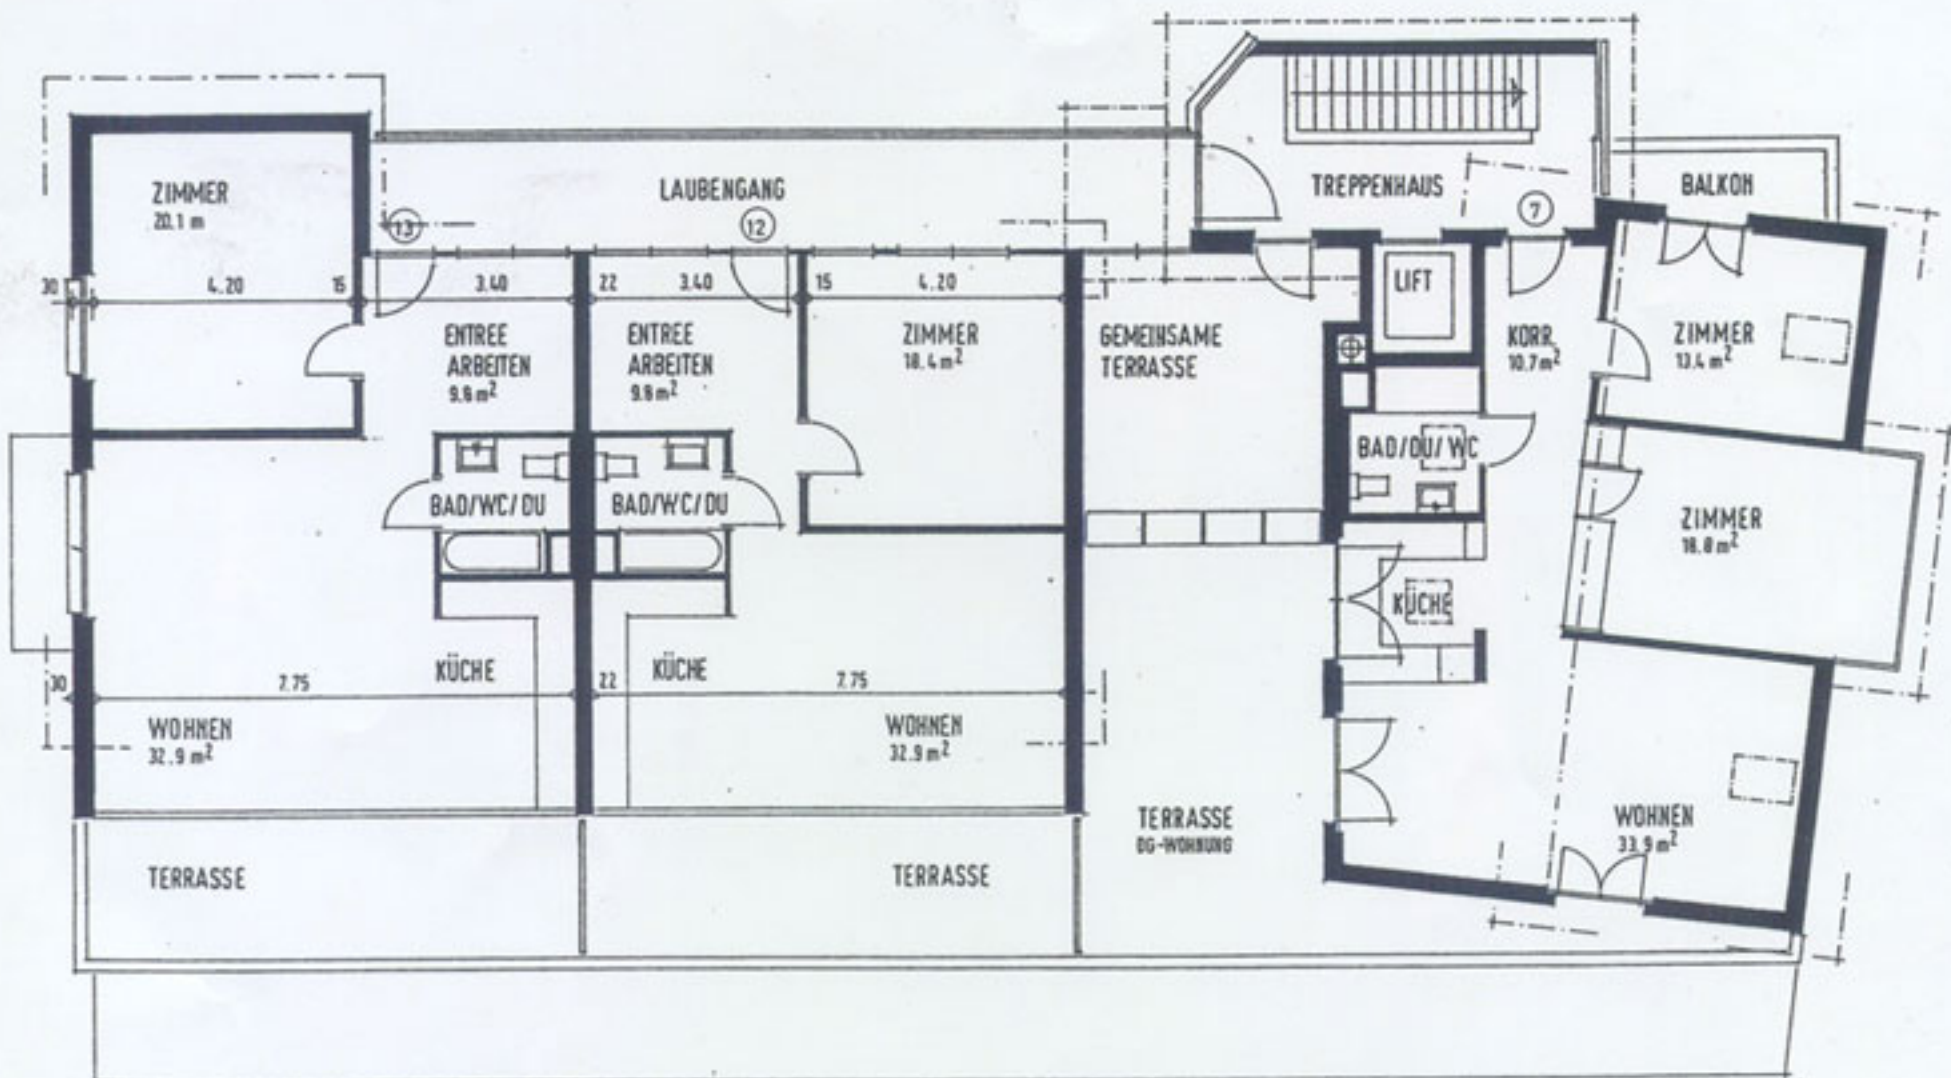 ZIMMER
20.1 m
LAUBENGANG
TREPPENHAUS
BALKON
13
12
7
30
4.20
15
3.40
22
3.40
15
4.20
LIFT
ENTREE
ARBEITEN
9.8 m²
ENTREE
ARBEITEN
9.8 m²
ZIMMER
18.4 m²
GEMEINSAME
TERRASSE
KORR.
10.7 m²
ZIMMER
13.4 m²
BAD/WC/DU
BAD/WC/DU
BAD/DU/WC
ZIMMER
18.8 m²
KÜCHE
KÜCHE
KÜCHE
30
7.75
22
7.75
WOHNEN
32.9 m²
WOHNEN
32.9 m²
TERRASSE
DG-WOHNUNG
WOHNEN
33.9 m²
TERRASSE
TERRASSE